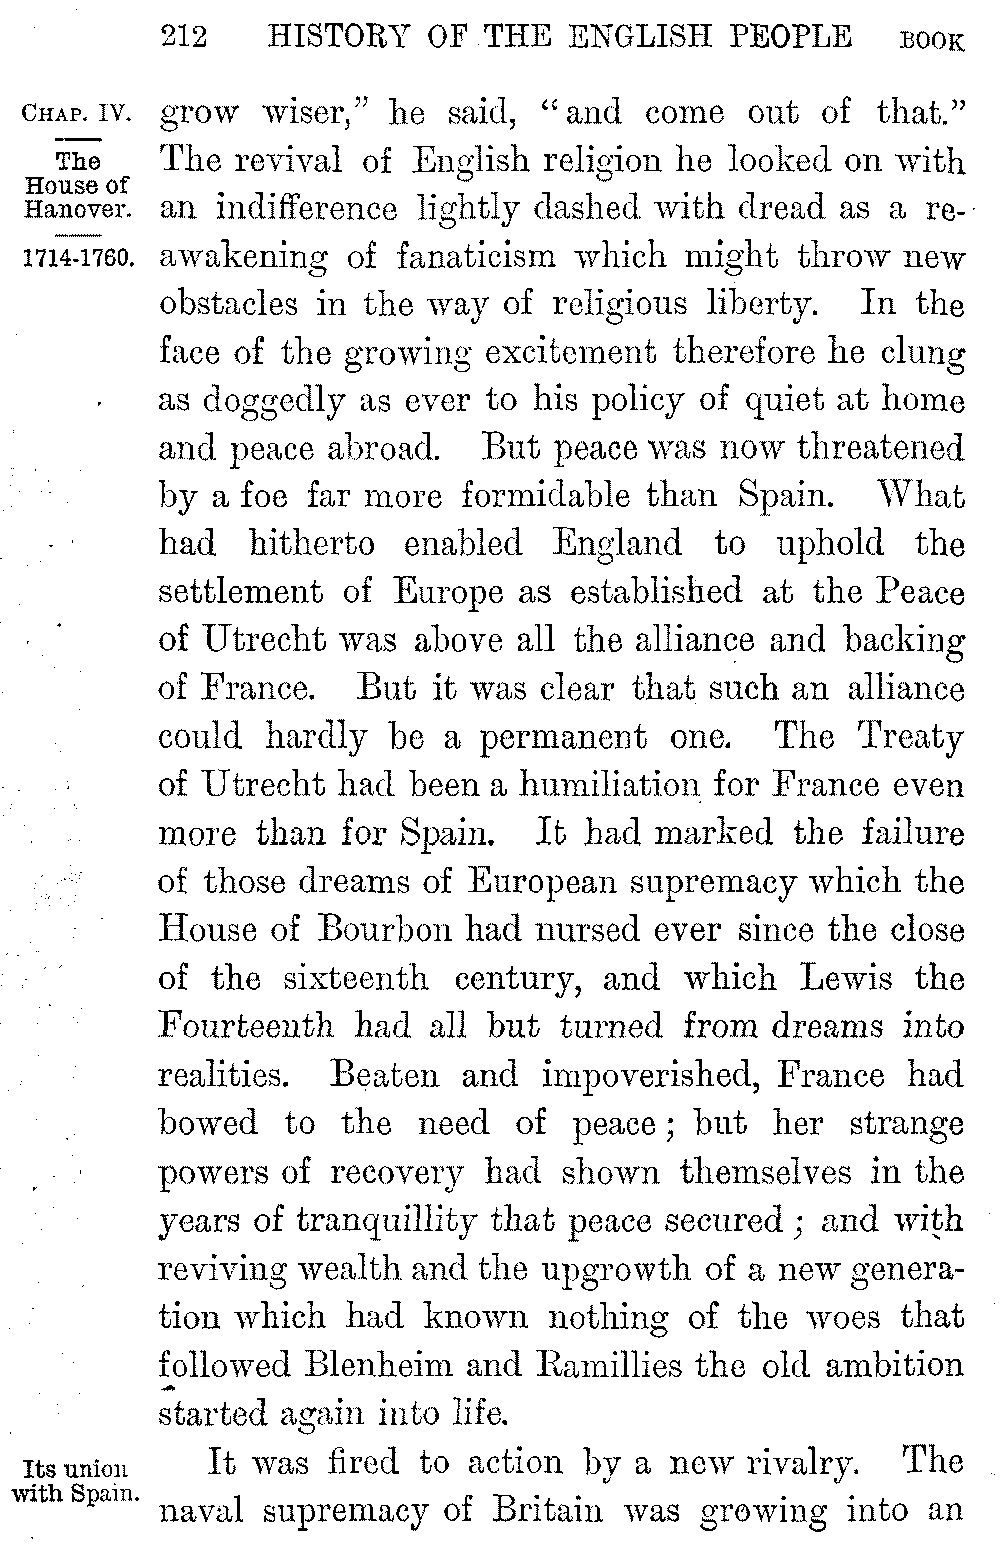 212 HISTORY OF THE ENGLISH PEOPLE BOOK
CHAP. IV.
The
House of
Hanover.
1714-1760.
grow wiser,” he said, “and come out of that.”
The revival of English religion he looked on with
an indifference lightly dashed with dread as a re-
awakening of fanaticism which might throw new
obstacles in the way of religious liberty. In the
face of the growing excitement therefore he clung
as doggedly as ever to his policy of quiet at home
and peace abroad. But peace was now threatened
by a foe far more formidable than Spain. What
had hitherto enabled England to uphold the
settlement of Europe as established at the Peace
of Utrecht was above all the alliance and backing
of France. But it was clear that such an alliance
could hardly be a permanent one. The Treaty
of Utrecht had been a humiliation for France even
more than for Spain. It had marked the failure
of those dreams of European supremacy which the
House of Bourbon had nursed ever since the close
of the sixteenth century, and which Lewis the
Fourteenth had all but turned from dreams into
realities. Beaten and impoverished, France had
bowed to the need of peace; but her strange
powers of recovery had shown themselves in the
years of tranquillity that peace secured; and with
reviving wealth and the upgrowth of a new genera-
tion which had known nothing of the woes that
followed Blenheim and Ramillies the old ambition
started again into life.
Its union
with Spain.
It was fired to action by a new rivalry. The
naval supremacy of Britain was growing into an